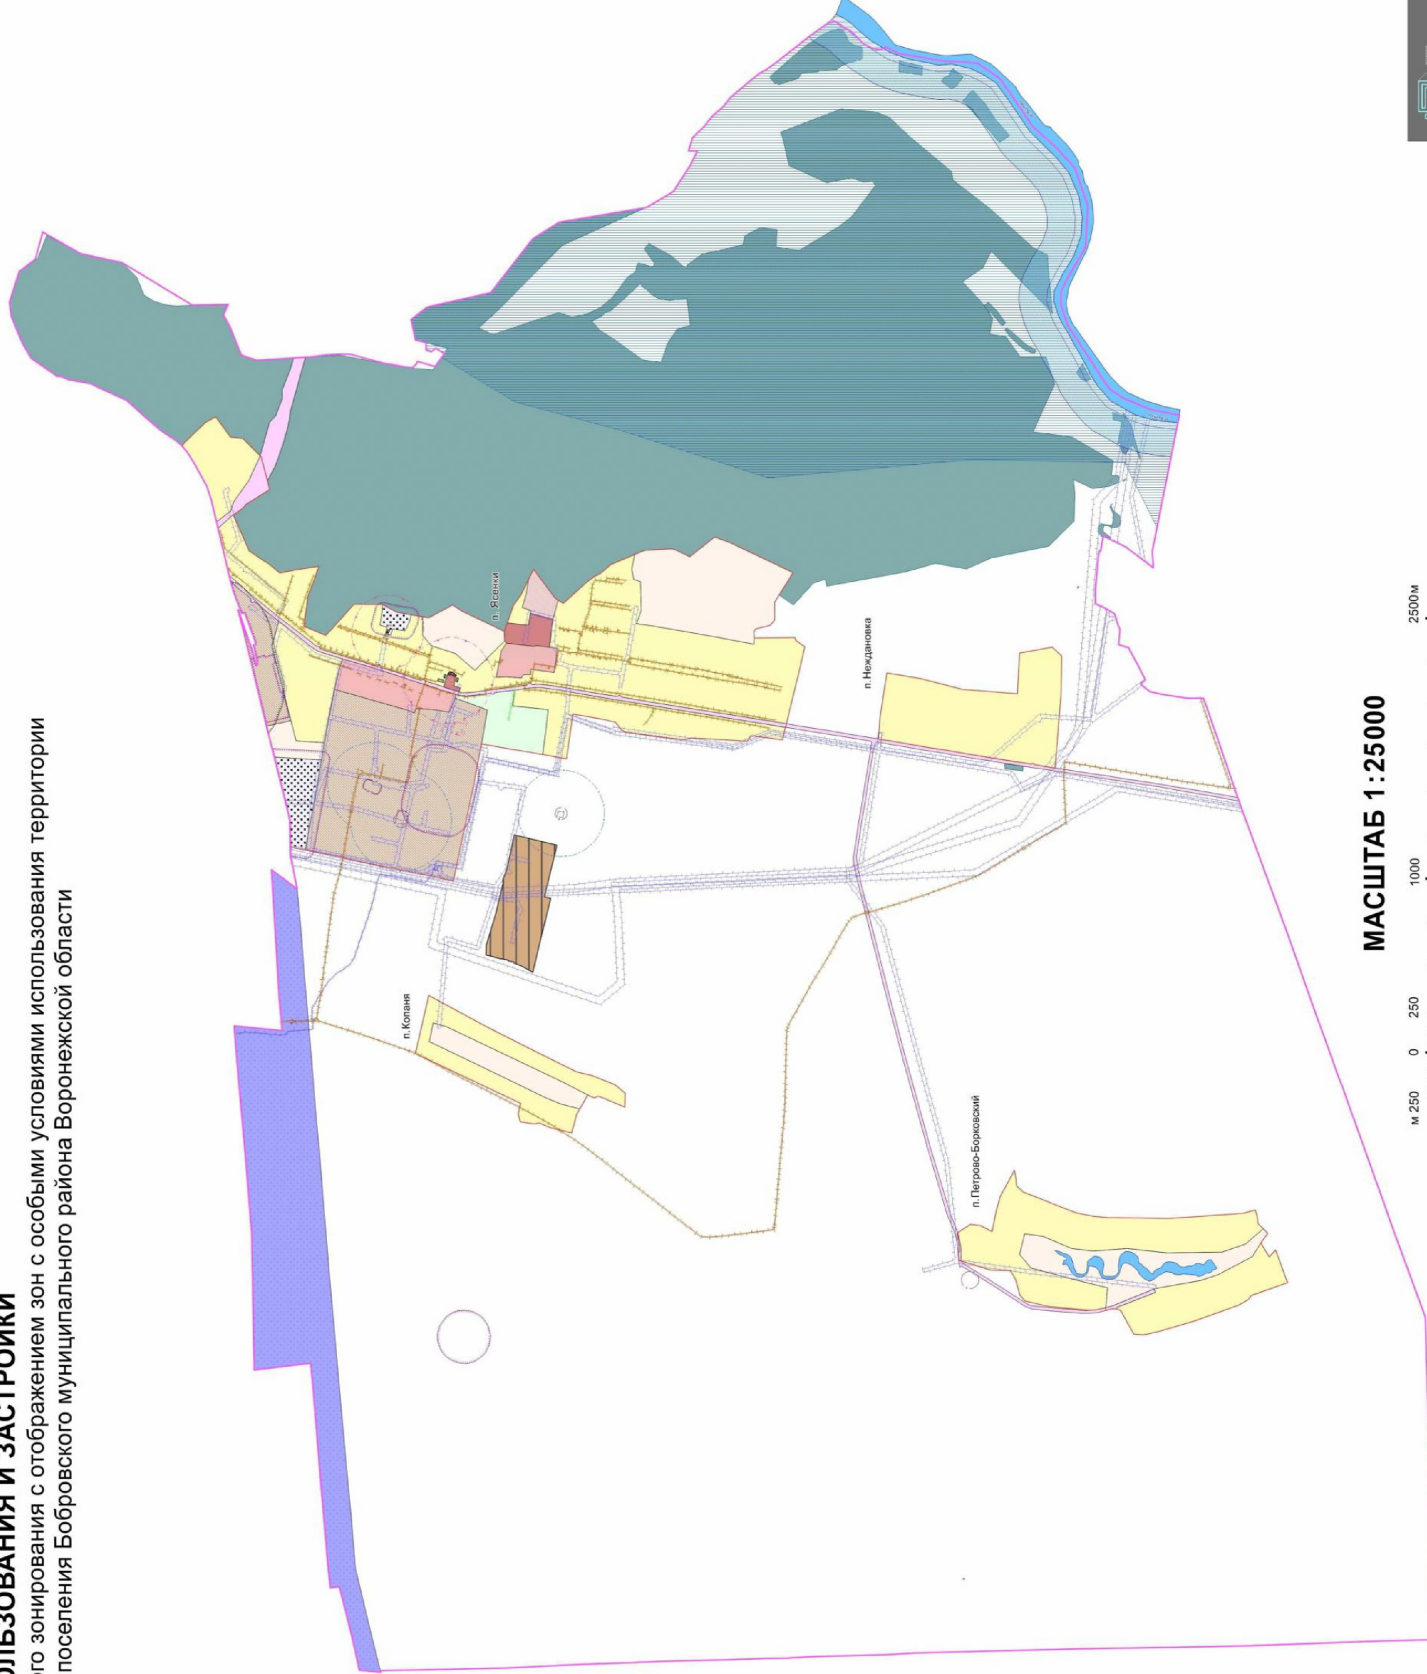 ОЛЬЗОВАНИЯ И ЗАСТРОЙКИ
го зонирования с отображением зон с особыми условиями использования территории
поселения Бобровского муниципального района Воронежской области
п. Ясенки
п.Неждановка
п.Копаня
п.Петрово-Борковский
МАСШТАБ 1:25000
м 250 0 250 1000 2500м